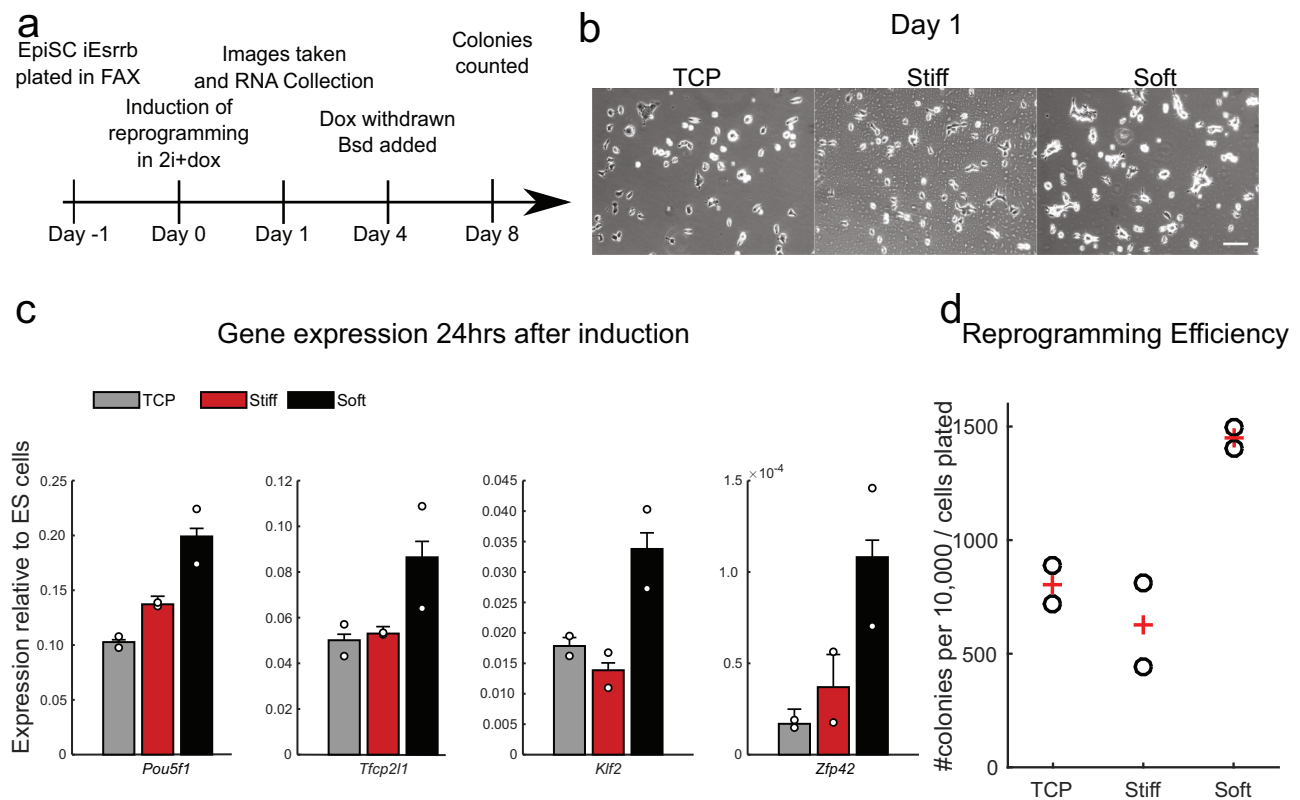 a
EpiSC iEsrrb
plated in FAX
Images taken
and RNA Collection
Colonies
counted
Induction of
reprogramming
in 2i+dox
Dox withdrawn
Bsd added
Day -1
Day 0
Day 1
Day 4
Day 8
b
Day 1
TCP
Stiff
Soft
c
Gene expression 24hrs after induction
TCP
Stiff
Soft
Expression relative to ES cells
0.25
0.20
0.15
0.10
0.05
0
Pou5f1
0.12
0.10
0.08
0.06
0.04
0.02
0
Tfcp2l1
0.045
0.040
0.035
0.030
0.025
0.020
0.015
0.010
0.005
0
Klf2
×10⁻⁴
1.5
1.0
0.5
0
Zfp42
d
Reprogramming Efficiency
#colonies per 10,000 / cells plated
1500
1000
500
0
TCP
Stiff
Soft